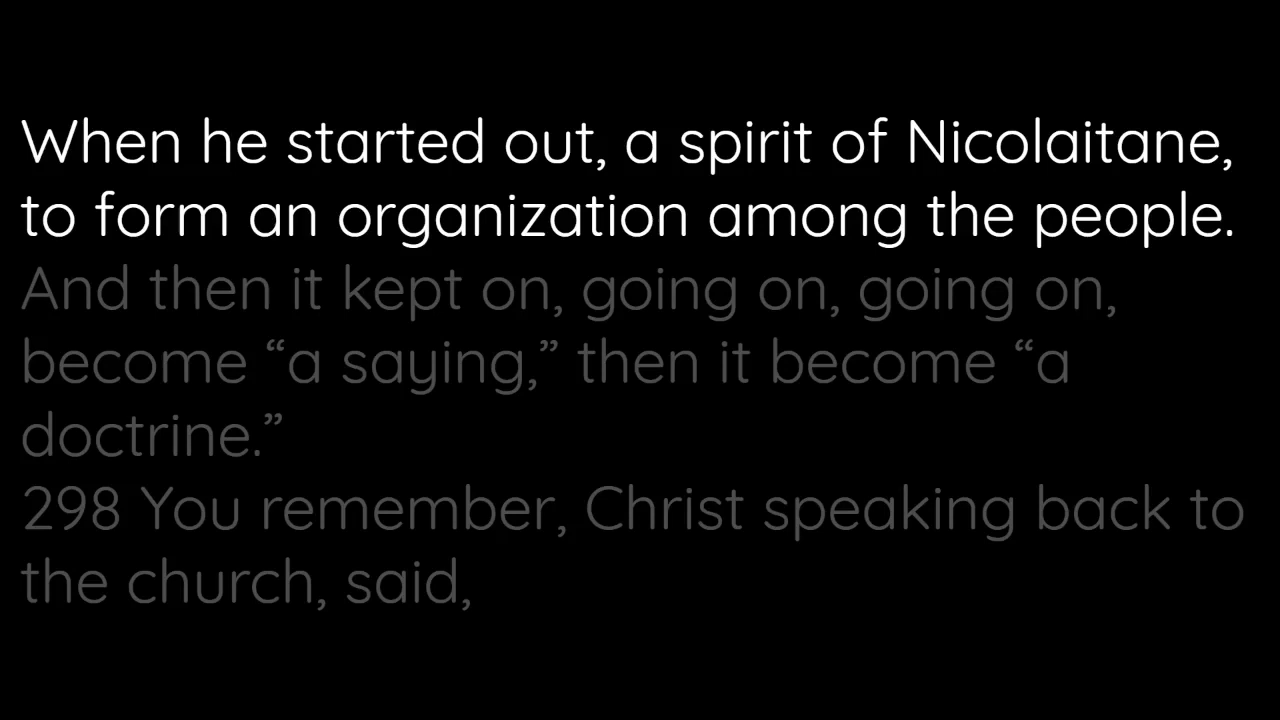 When he started out, a spirit of Nicolaitane,
to form an organization among the people.
And then it kept on, going on, going on,
become “a saying,” then it become “a
doctrine.”
298 You remember, Christ speaking back to
the church, said,